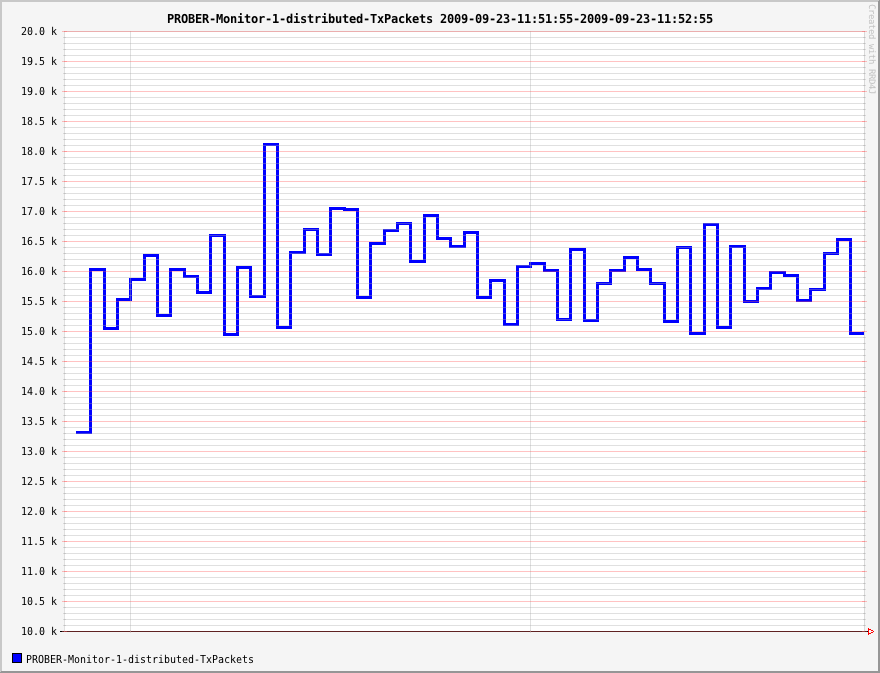 PROBER-Monitor-1-distributed-TxPackets 2009-09-23-11:51:55-2009-09-23-11:52:55
Created with RRD4J
20.0 k
19.5 k
19.0 k
18.5 k
18.0 k
17.5 k
17.0 k
16.5 k
16.0 k
15.5 k
15.0 k
14.5 k
14.0 k
13.5 k
13.0 k
12.5 k
12.0 k
11.5 k
11.0 k
10.5 k
10.0 k
PROBER-Monitor-1-distributed-TxPackets